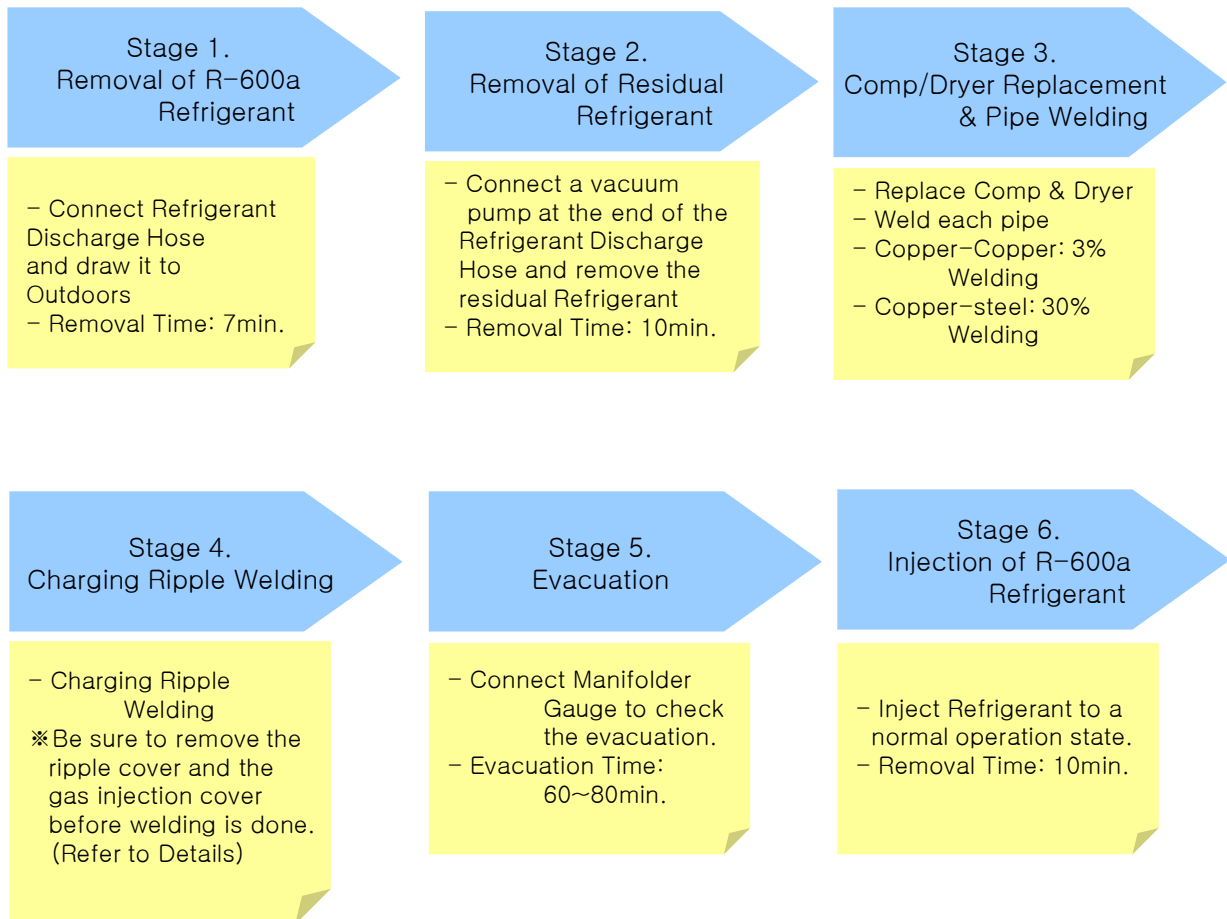 Stage 1.
Removal of R-600a
Refrigerant
- Connect Refrigerant
Discharge Hose
and draw it to
Outdoors
- Removal Time: 7min.
Stage 2.
Removal of Residual
Refrigerant
- Connect a vacuum
pump at the end of the
Refrigerant Discharge
Hose and remove the
residual Refrigerant
- Removal Time: 10min.
Stage 3.
Comp/Dryer Replacement
& Pipe Welding
- Replace Comp & Dryer
- Weld each pipe
- Copper-Copper: 3%
Welding
- Copper-steel: 30%
Welding
Stage 4.
Charging Ripple Welding
- Charging Ripple
Welding
※Be sure to remove the
ripple cover and the
gas injection cover
before welding is done.
(Refer to Details)
Stage 5.
Evacuation
- Connect Manifolder
Gauge to check
the evacuation.
- Evacuation Time:
60~80min.
Stage 6.
Injection of R-600a
Refrigerant
- Inject Refrigerant to a
normal operation state.
- Removal Time: 10min.